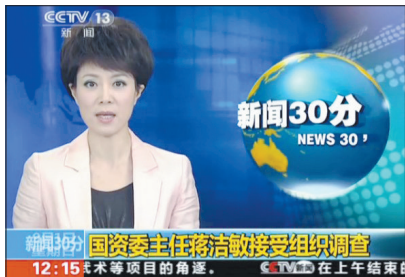 CCTV 13
新闻
新闻30分
NEWS 30'
新闻30分
国资委主任蒋洁敏接受组织调查
12:15
术等项目的角逐。
CCTV
在上午结束的